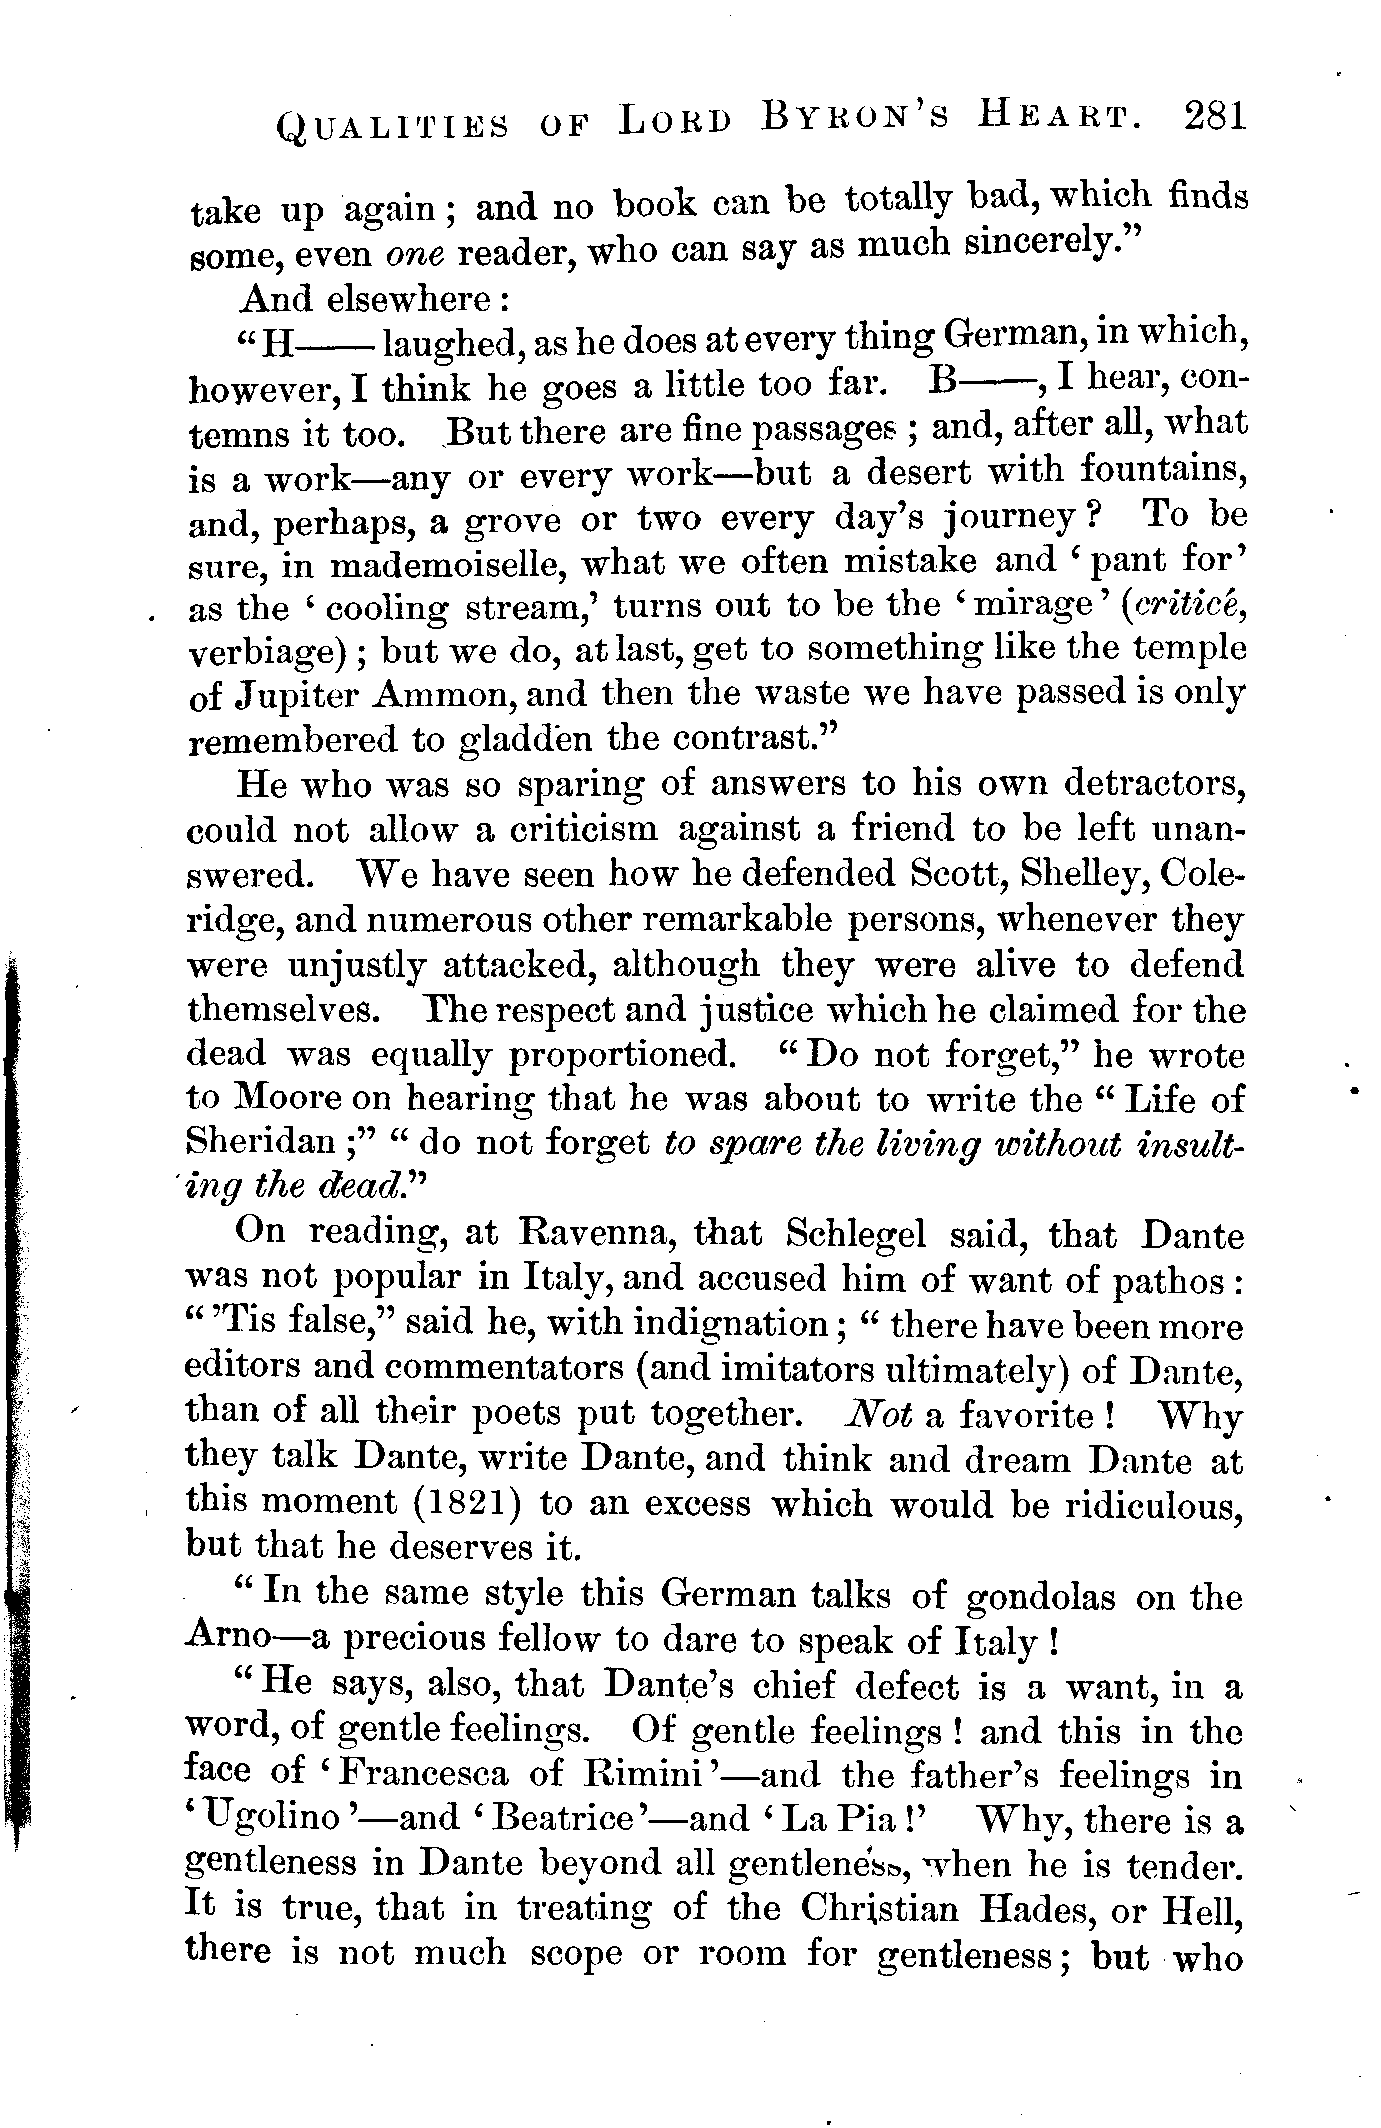 QUALITIES OF LORD BYRON'S HEART. 281
take up again; and no book can be totally bad, which finds
some, even one reader, who can say as much sincerely."
And elsewhere:
"H—— laughed, as he does at every thing German, in which,
however, I think he goes a little too far. B——, I hear, con-
temns it too. But there are fine passages; and, after all, what
is a work—any or every work—but a desert with fountains,
and, perhaps, a grove or two every day's journey? To be
sure, in mademoiselle, what we often mistake and 'pant for'
as the 'cooling stream,' turns out to be the 'mirage' (criticé,
verbiage); but we do, at last, get to something like the temple
of Jupiter Ammon, and then the waste we have passed is only
remembered to gladden the contrast."
He who was so sparing of answers to his own detractors,
could not allow a criticism against a friend to be left unan-
swered. We have seen how he defended Scott, Shelley, Cole-
ridge, and numerous other remarkable persons, whenever they
were unjustly attacked, although they were alive to defend
themselves. The respect and justice which he claimed for the
dead was equally proportioned. "Do not forget," he wrote
to Moore on hearing that he was about to write the "Life of
Sheridan;" "do not forget to spare the living without insult-
ing the dead."
On reading, at Ravenna, that Schlegel said, that Dante
was not popular in Italy, and accused him of want of pathos:
"'Tis false," said he, with indignation; "there have been more
editors and commentators (and imitators ultimately) of Dante,
than of all their poets put together. Not a favorite! Why
they talk Dante, write Dante, and think and dream Dante at
this moment (1821) to an excess which would be ridiculous,
but that he deserves it.
"In the same style this German talks of gondolas on the
Arno—a precious fellow to dare to speak of Italy!
"He says, also, that Dante's chief defect is a want, in a
word, of gentle feelings. Of gentle feelings! and this in the
face of 'Francesca of Rimini'—and the father's feelings in
'Ugolino'—and 'Beatrice'—and 'La Pia!' Why, there is a
gentleness in Dante beyond all gentleness, when he is tender.
It is true, that in treating of the Christian Hades, or Hell,
there is not much scope or room for gentleness; but who